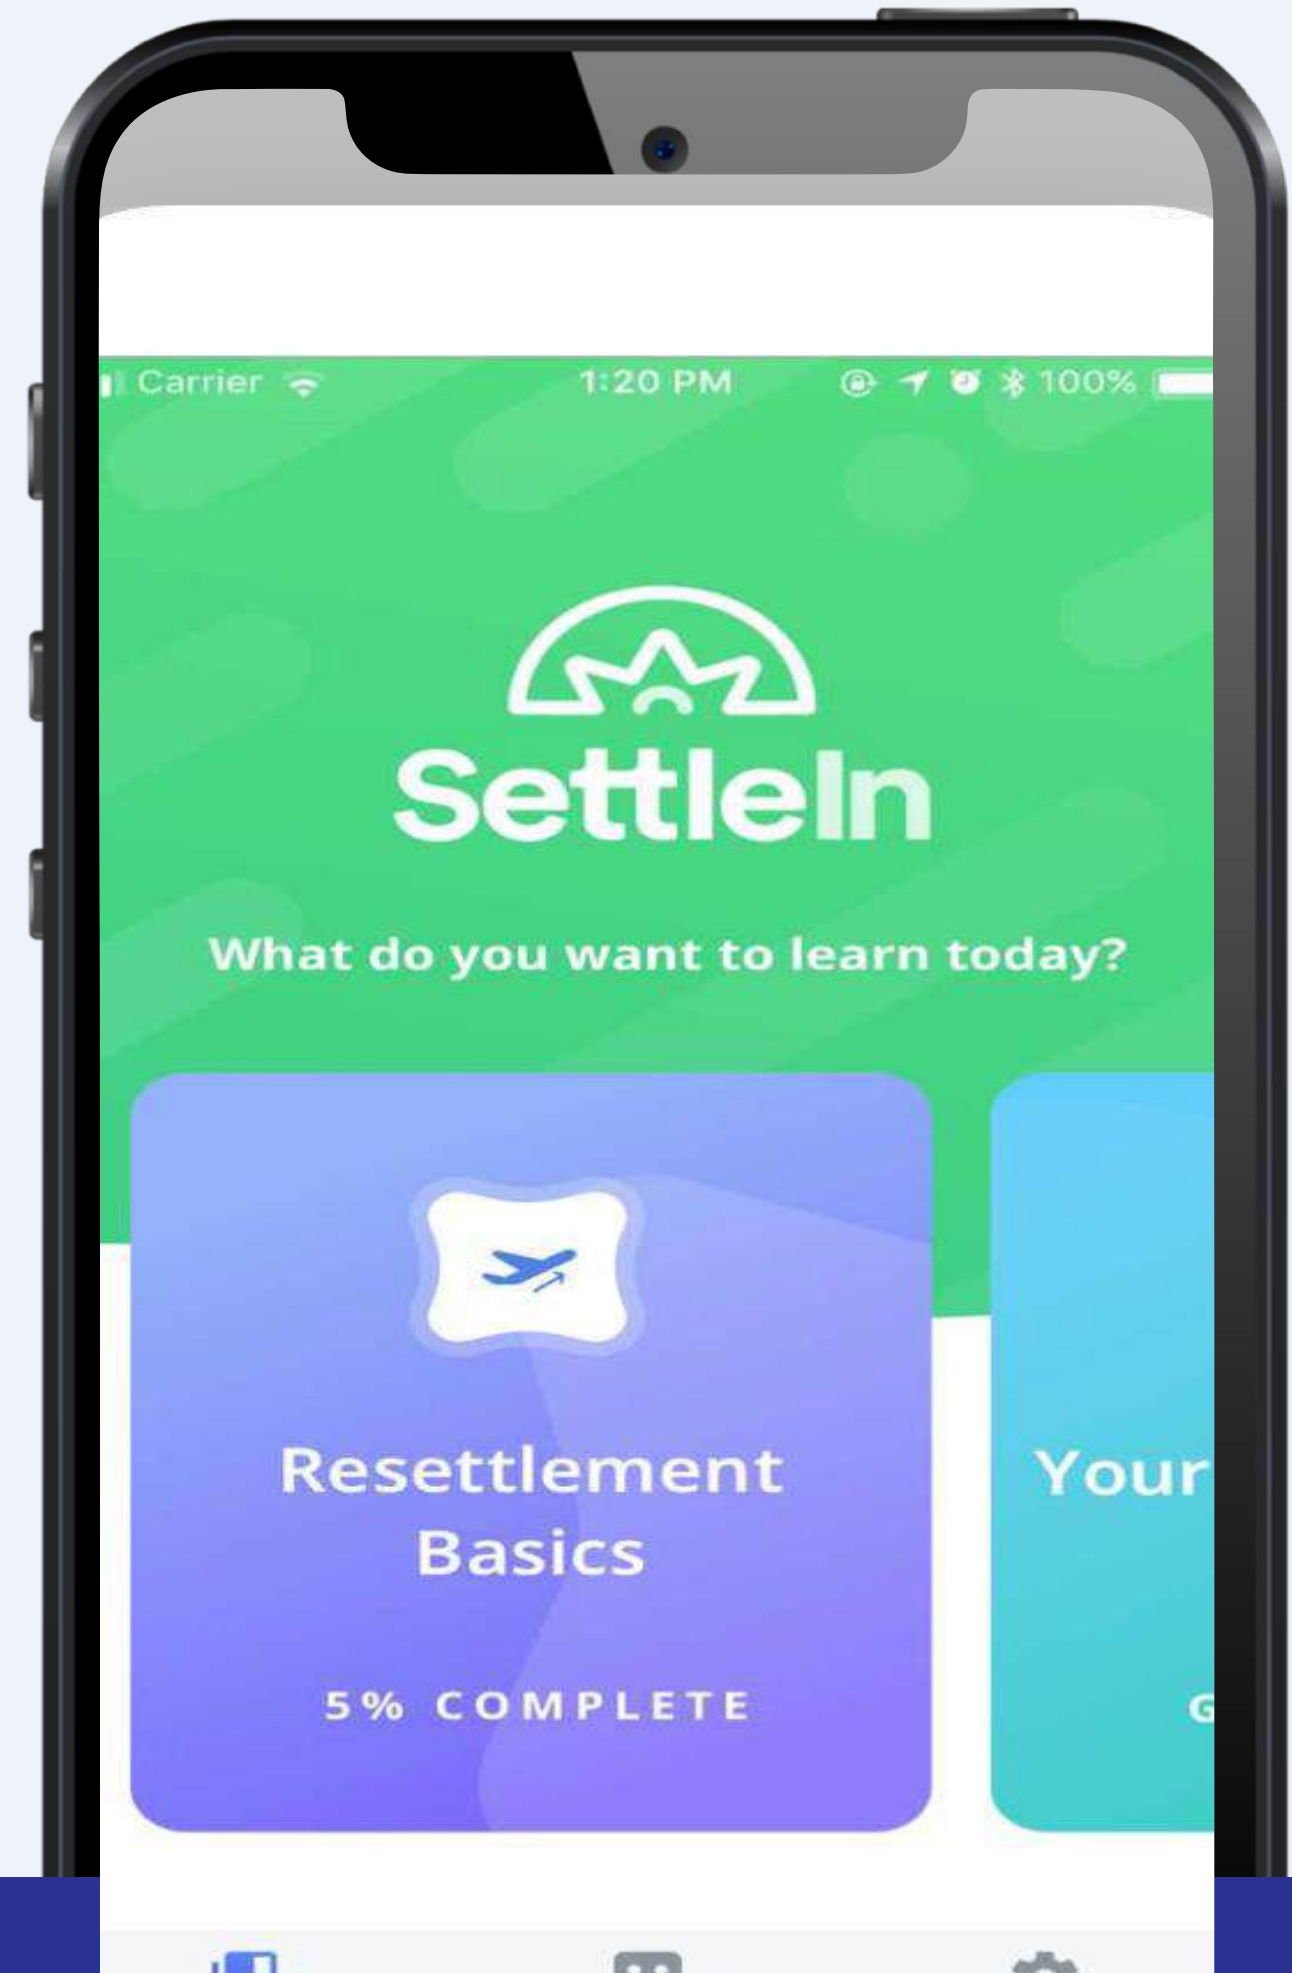 Carrier 1:20 PM 100%
SettleIn
What do you want to learn today?
Resettlement
Basics
5% COMPLETE
Your